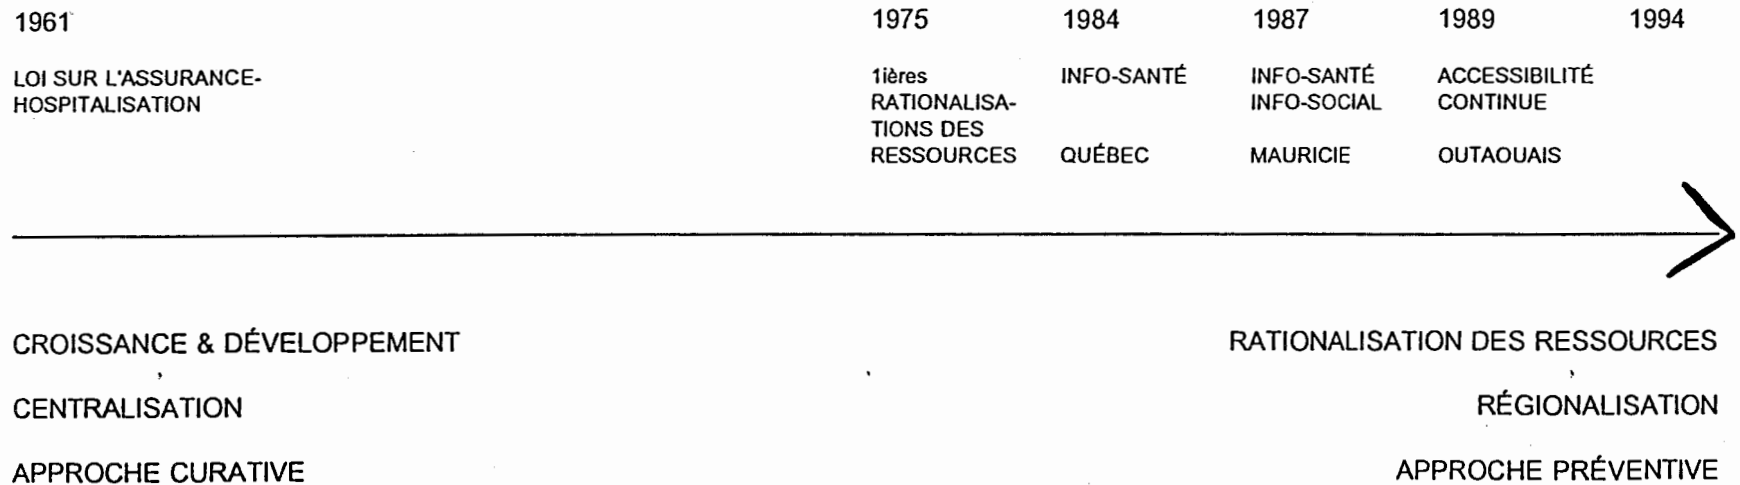 1961 1975 1984 1987 1989 1994
LOI SUR L'ASSURANCE- 1ières INFO-SANTÉ INFO-SANTÉ ACCESSIBILITÉ
HOSPITALISATION RATIONALISA- INFO-SOCIAL CONTINUE
TIONS DES
RESSOURCES QUÉBEC MAURICIE OUTAOUAIS
CROISSANCE & DÉVELOPPEMENT RATIONALISATION DES RESSOURCES
CENTRALISATION RÉGIONALISATION
APPROCHE CURATIVE APPROCHE PRÉVENTIVE